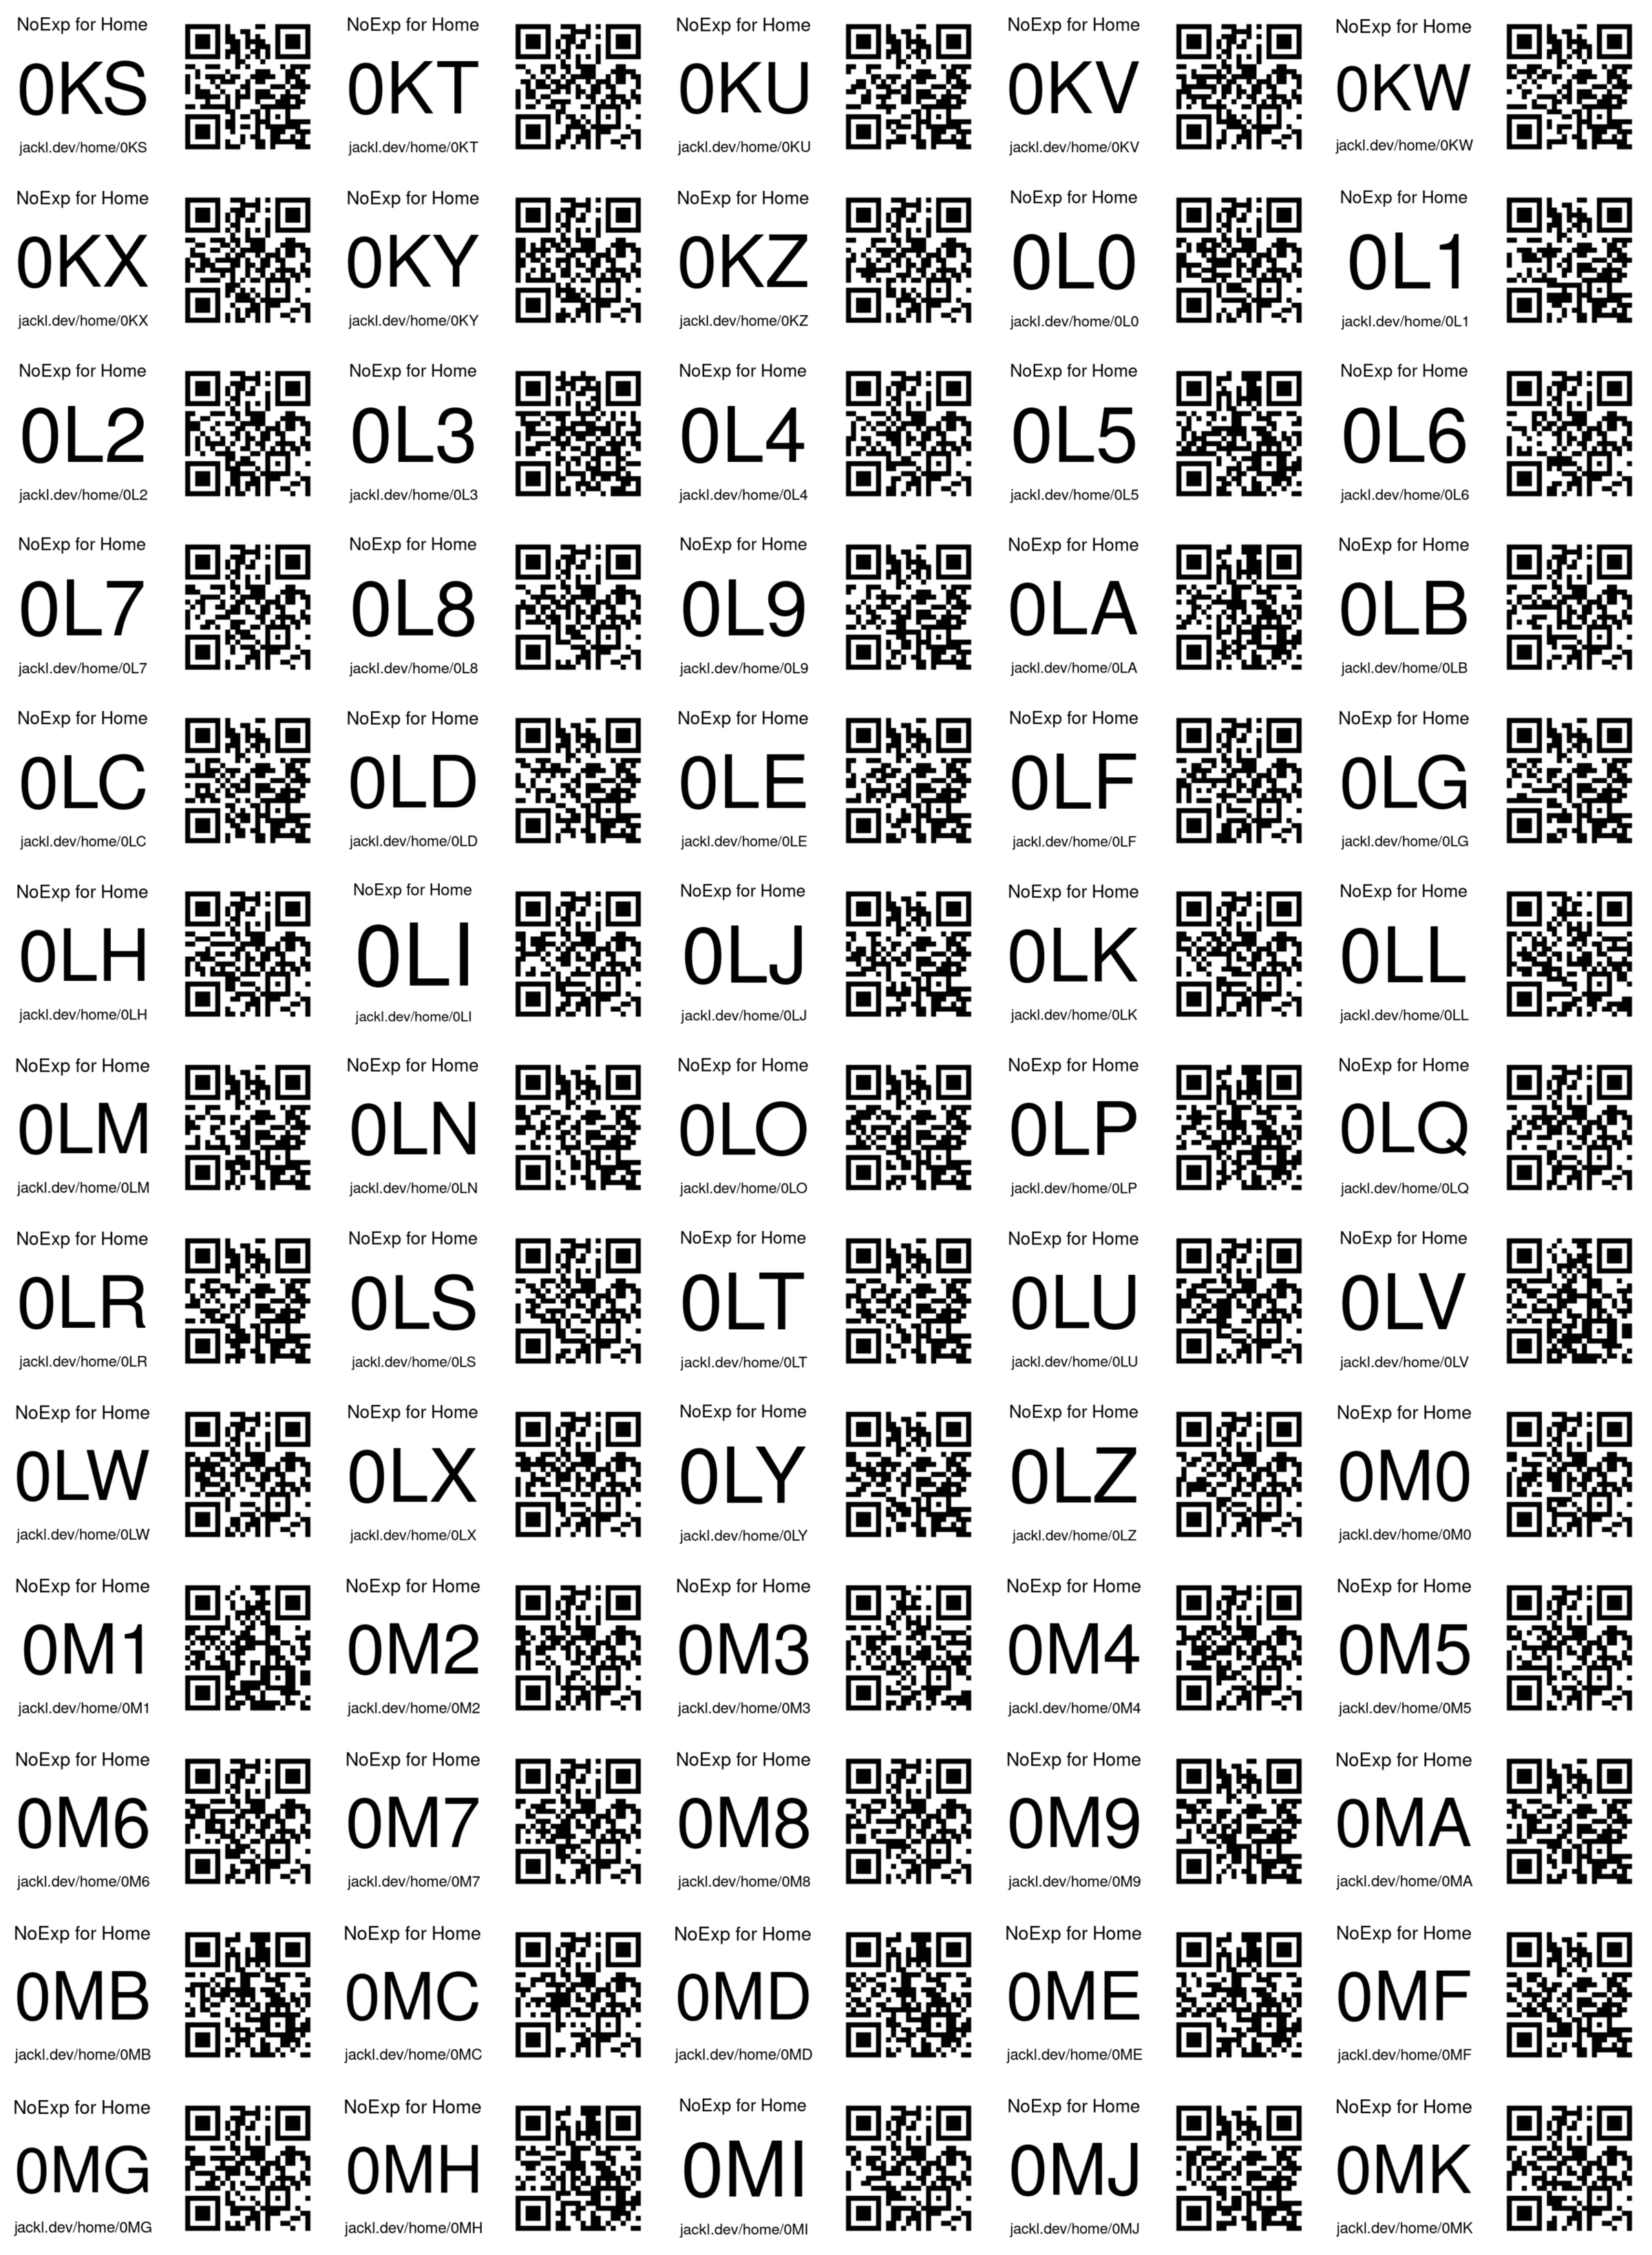 NoExp for Home
0KS
jackl.dev/home/0KS
NoExp for Home
0KT
jackl.dev/home/0KT
NoExp for Home
0KU
jackl.dev/home/0KU
NoExp for Home
0KV
jackl.dev/home/0KV
NoExp for Home
0KW
jackl.dev/home/0KW
NoExp for Home
0KX
jackl.dev/home/0KX
NoExp for Home
0KY
jackl.dev/home/0KY
NoExp for Home
0KZ
jackl.dev/home/0KZ
NoExp for Home
0L0
jackl.dev/home/0L0
NoExp for Home
0L1
jackl.dev/home/0L1
NoExp for Home
0L2
jackl.dev/home/0L2
NoExp for Home
0L3
jackl.dev/home/0L3
NoExp for Home
0L4
jackl.dev/home/0L4
NoExp for Home
0L5
jackl.dev/home/0L5
NoExp for Home
0L6
jackl.dev/home/0L6
NoExp for Home
0L7
jackl.dev/home/0L7
NoExp for Home
0L8
jackl.dev/home/0L8
NoExp for Home
0L9
jackl.dev/home/0L9
NoExp for Home
0LA
jackl.dev/home/0LA
NoExp for Home
0LB
jackl.dev/home/0LB
NoExp for Home
0LC
jackl.dev/home/0LC
NoExp for Home
0LD
jackl.dev/home/0LD
NoExp for Home
0LE
jackl.dev/home/0LE
NoExp for Home
0LF
jackl.dev/home/0LF
NoExp for Home
0LG
jackl.dev/home/0LG
NoExp for Home
0LH
jackl.dev/home/0LH
NoExp for Home
0LI
jackl.dev/home/0LI
NoExp for Home
0LJ
jackl.dev/home/0LJ
NoExp for Home
0LK
jackl.dev/home/0LK
NoExp for Home
0LL
jackl.dev/home/0LL
NoExp for Home
0LM
jackl.dev/home/0LM
NoExp for Home
0LN
jackl.dev/home/0LN
NoExp for Home
0LO
jackl.dev/home/0LO
NoExp for Home
0LP
jackl.dev/home/0LP
NoExp for Home
0LQ
jackl.dev/home/0LQ
NoExp for Home
0LR
jackl.dev/home/0LR
NoExp for Home
0LS
jackl.dev/home/0LS
NoExp for Home
0LT
jackl.dev/home/0LT
NoExp for Home
0LU
jackl.dev/home/0LU
NoExp for Home
0LV
jackl.dev/home/0LV
NoExp for Home
0LW
jackl.dev/home/0LW
NoExp for Home
0LX
jackl.dev/home/0LX
NoExp for Home
0LY
jackl.dev/home/0LY
NoExp for Home
0LZ
jackl.dev/home/0LZ
NoExp for Home
0M0
jackl.dev/home/0M0
NoExp for Home
0M1
jackl.dev/home/0M1
NoExp for Home
0M2
jackl.dev/home/0M2
NoExp for Home
0M3
jackl.dev/home/0M3
NoExp for Home
0M4
jackl.dev/home/0M4
NoExp for Home
0M5
jackl.dev/home/0M5
NoExp for Home
0M6
jackl.dev/home/0M6
NoExp for Home
0M7
jackl.dev/home/0M7
NoExp for Home
0M8
jackl.dev/home/0M8
NoExp for Home
0M9
jackl.dev/home/0M9
NoExp for Home
0MA
jackl.dev/home/0MA
NoExp for Home
0MB
jackl.dev/home/0MB
NoExp for Home
0MC
jackl.dev/home/0MC
NoExp for Home
0MD
jackl.dev/home/0MD
NoExp for Home
0ME
jackl.dev/home/0ME
NoExp for Home
0MF
jackl.dev/home/0MF
NoExp for Home
0MG
jackl.dev/home/0MG
NoExp for Home
0MH
jackl.dev/home/0MH
NoExp for Home
0MI
jackl.dev/home/0MI
NoExp for Home
0MJ
jackl.dev/home/0MJ
NoExp for Home
0MK
jackl.dev/home/0MK